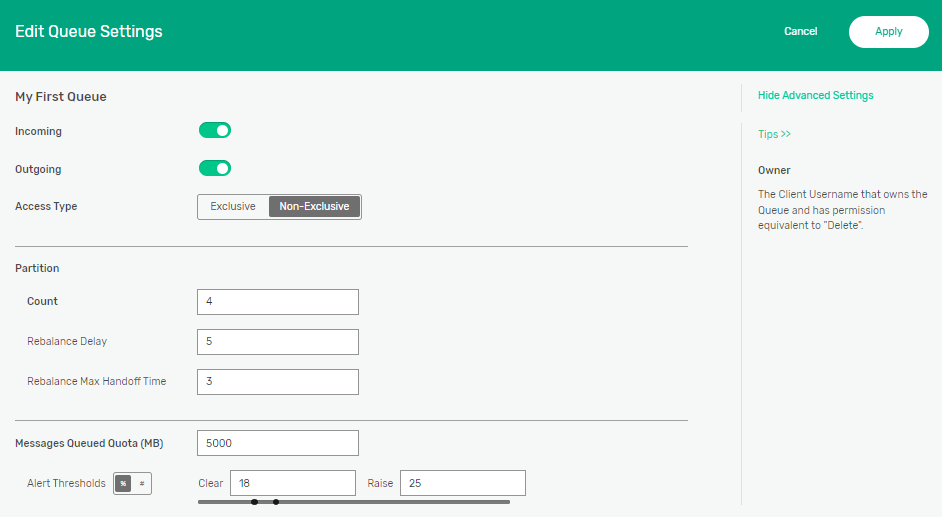 Edit Queue Settings
Cancel
Apply
My First Queue
Hide Advanced Settings
Incoming
Tips >>
Outgoing
Owner
The Client Username that owns the
Queue and has permission
equivalent to "Delete".
Access Type
Exclusive
Non-Exclusive
Partition
Count
4
Rebalance Delay
5
Rebalance Max Handoff Time
3
Messages Queued Quota (MB)
5000
Alert Thresholds
%
#
Clear
18
Raise
25